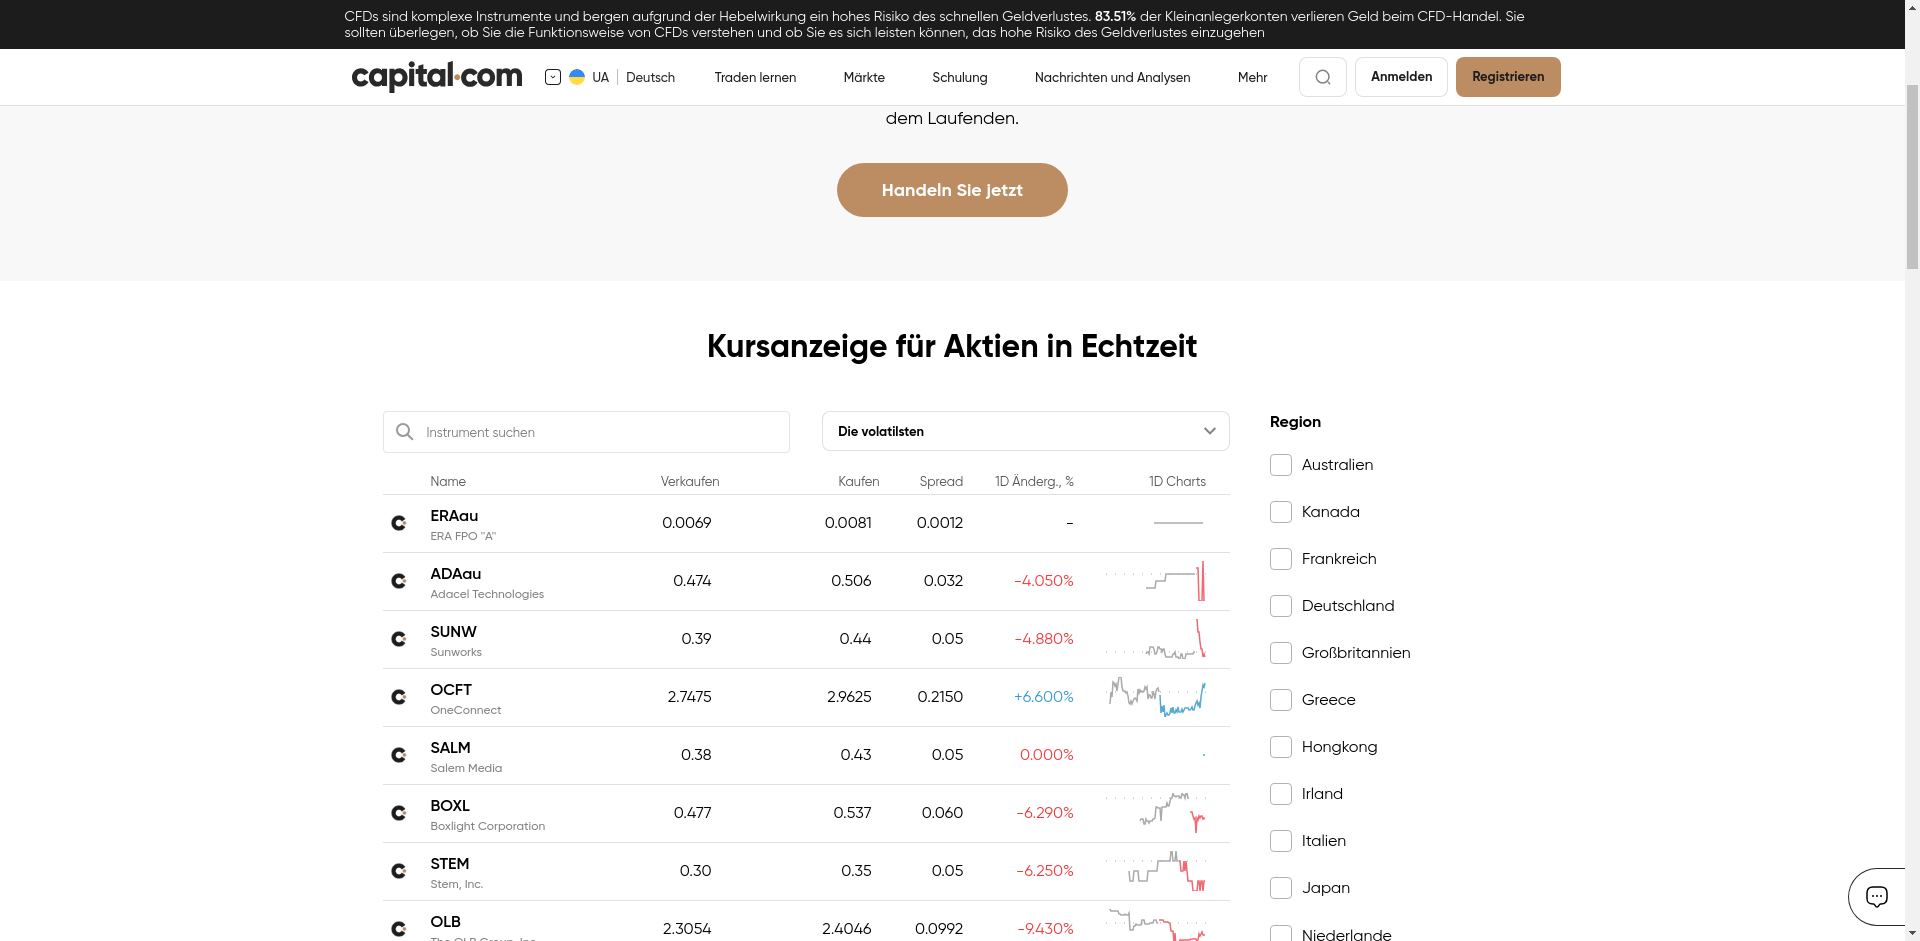 CFDs sind komplexe Instrumente und bergen aufgrund der Hebelwirkung ein hohes Risiko des schnellen Geldverlustes. 83.51% der Kleinanlegerkonten verlieren Geld beim CFD-Handel. Sie
sollten überlegen, ob Sie die Funktionsweise von CFDs verstehen und ob Sie es sich leisten können, das hohe Risiko des Geldverlustes einzugehen
capital.com UA Deutsch Traden lernen Märkte Schulung Nachrichten und Analysen Mehr Anmelden Registrieren
dem Laufenden.
Handeln Sie jetzt
Kursanzeige für Aktien in Echtzeit
Instrument suchen
Die volatilsten
Name Verkaufen Kaufen Spread 1D Änderg., % 1D Charts
ERAau 0.0069 0.0081 0.0012 -
ERA FPO "A"
ADAau 0.474 0.506 0.032 -4.050%
Adacel Technologies
SUNW 0.39 0.44 0.05 -4.880%
Sunworks
OCFT 2.7475 2.9625 0.2150 +6.600%
OneConnect
SALM 0.38 0.43 0.05 0.000%
Salem Media
BOXL 0.477 0.537 0.060 -6.290%
Boxlight Corporation
STEM 0.30 0.35 0.05 -6.250%
Stem, Inc.
OLB 2.3054 2.4046 0.0992 -9.430%
The OLB Group, Inc.
Region
Australien
Kanada
Frankreich
Deutschland
Großbritannien
Greece
Hongkong
Irland
Italien
Japan
Niederlande